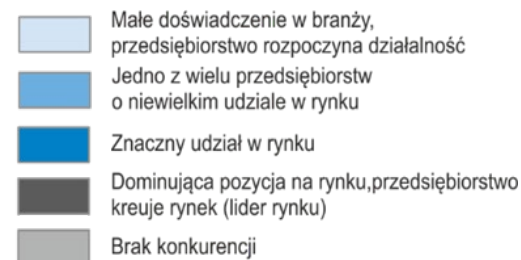 Małe doświadczenie w branży,
przedsiębiorstwo rozpoczyna działalność
Jedno z wielu przedsiębiorstw
o niewielkim udziale w rynku
Znaczny udział w rynku
Dominująca pozycja na rynku,przedsiębiorstwo
kreuje rynek (lider rynku)
Brak konkurencji